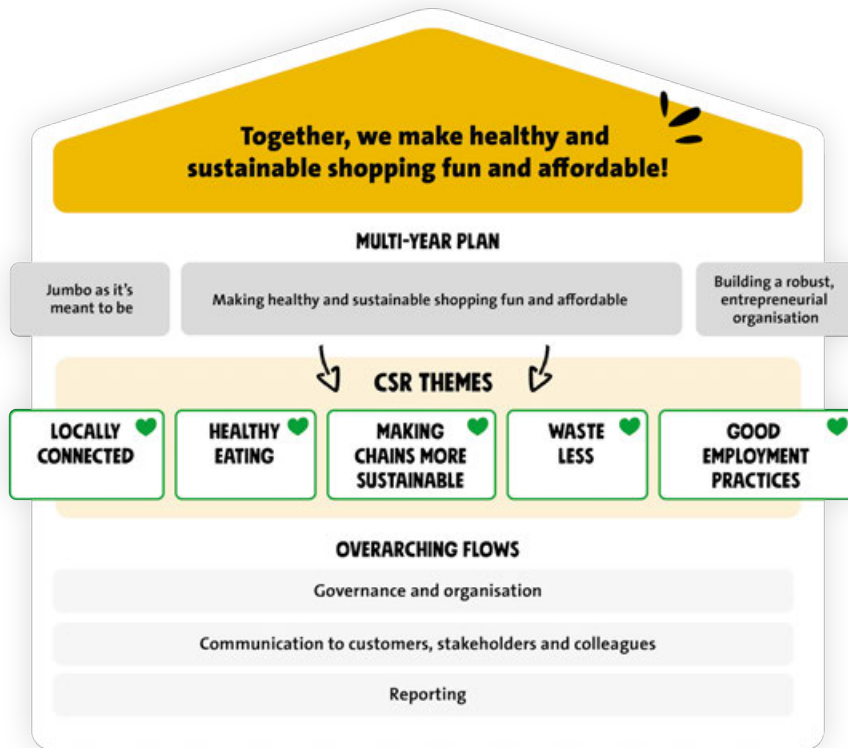 Together, we make healthy and
sustainable shopping fun and affordable!
MULTI-YEAR PLAN
Jumbo as it's
meant to be
Making healthy and sustainable shopping fun and affordable
Building a robust,
entrepreneurial
organisation
CSR THEMES
LOCALLY
CONNECTED
HEALTHY
EATING
MAKING
CHAINS MORE
SUSTAINABLE
WASTE
LESS
GOOD
EMPLOYMENT
PRACTICES
OVERARCHING FLOWS
Governance and organisation
Communication to customers, stakeholders and colleagues
Reporting